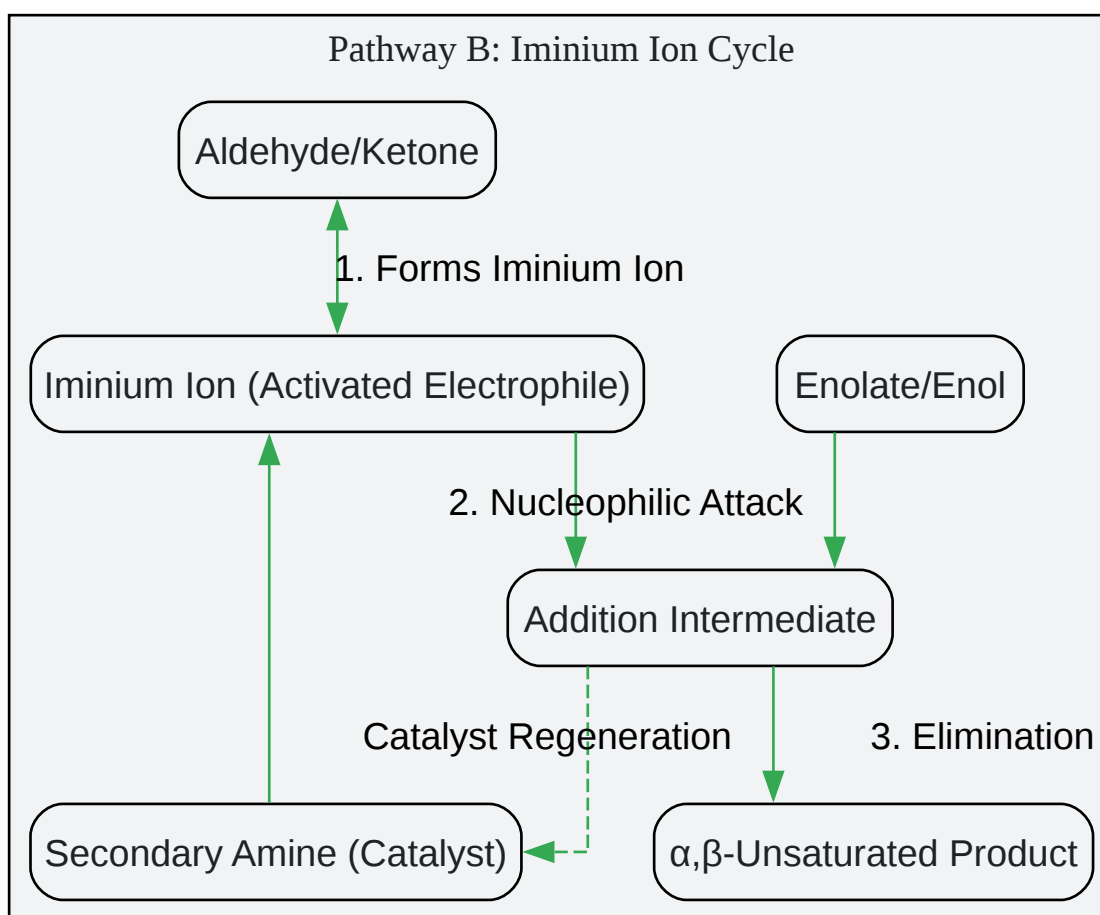 Pathway B: Iminium Ion Cycle
Aldehyde/Ketone
1. Forms Iminium Ion
Iminium Ion (Activated Electrophile)
Enolate/Enol
2. Nucleophilic Attack
Addition Intermediate
Catalyst Regeneration
3. Elimination
Secondary Amine (Catalyst)
α,β-Unsaturated Product